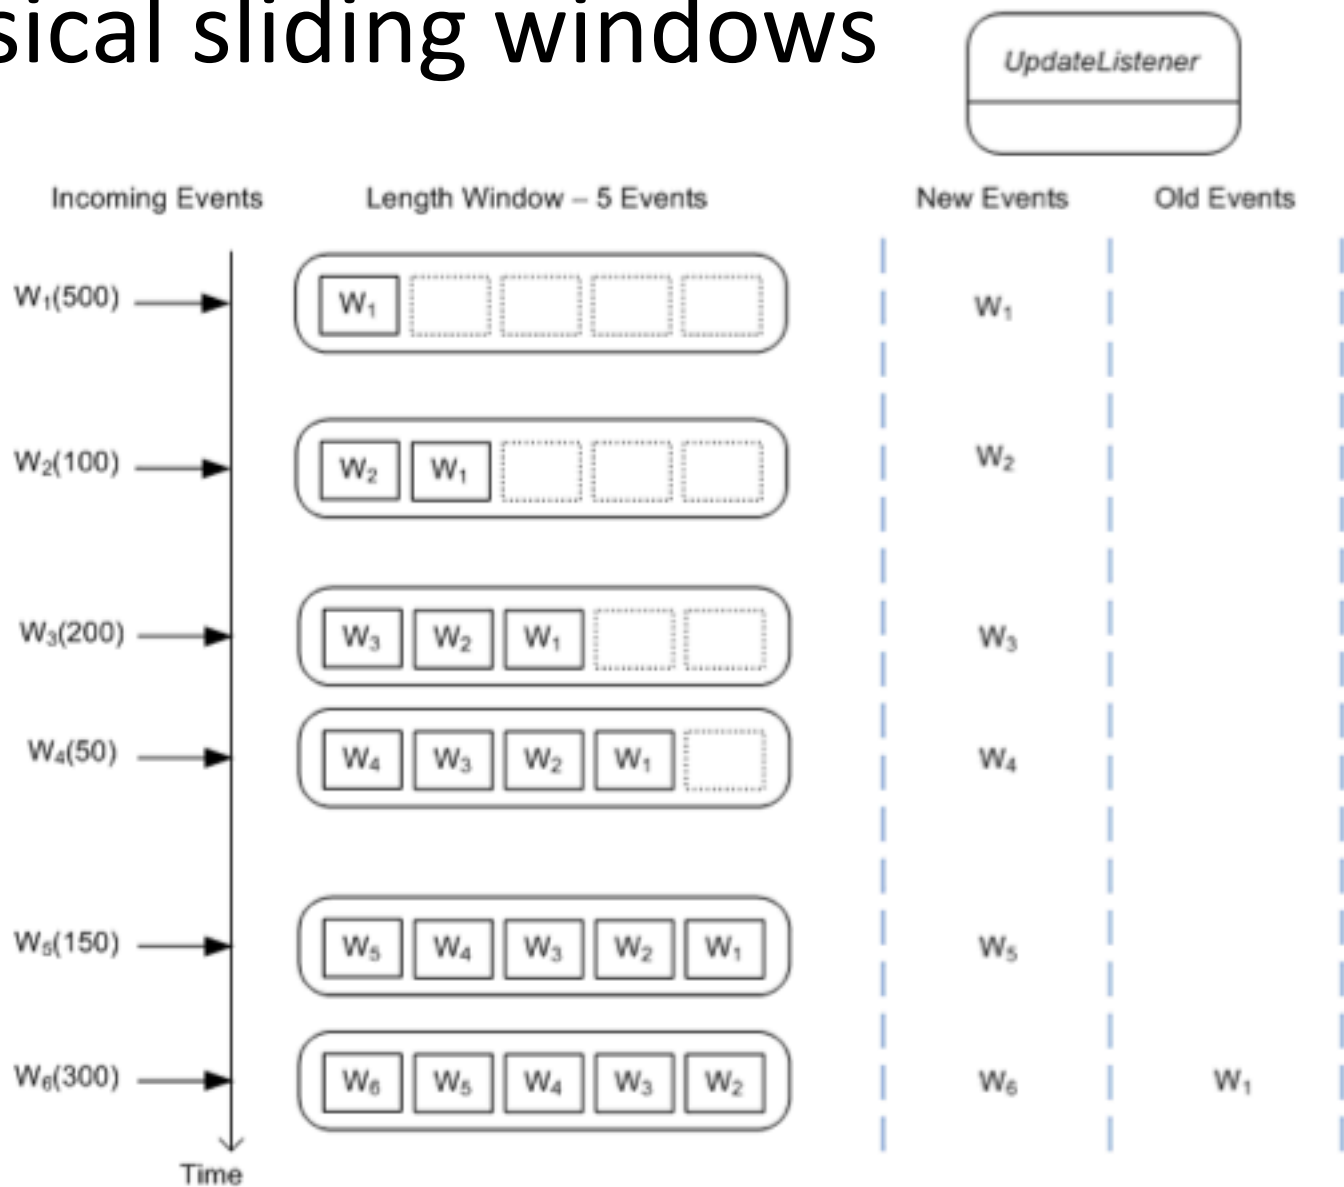 sical sliding windows
UpdateListener
Incoming Events Length Window – 5 Events New Events Old Events
W₁(500) W₁ W₁
W₂(100) W₂ W₁ W₂
W₃(200) W₃ W₂ W₁ W₃
W₄(50) W₄ W₃ W₂ W₁ W₄
W₅(150) W₅ W₄ W₃ W₂ W₁ W₅
W₆(300) W₆ W₅ W₄ W₃ W₂ W₆ W₁
Time